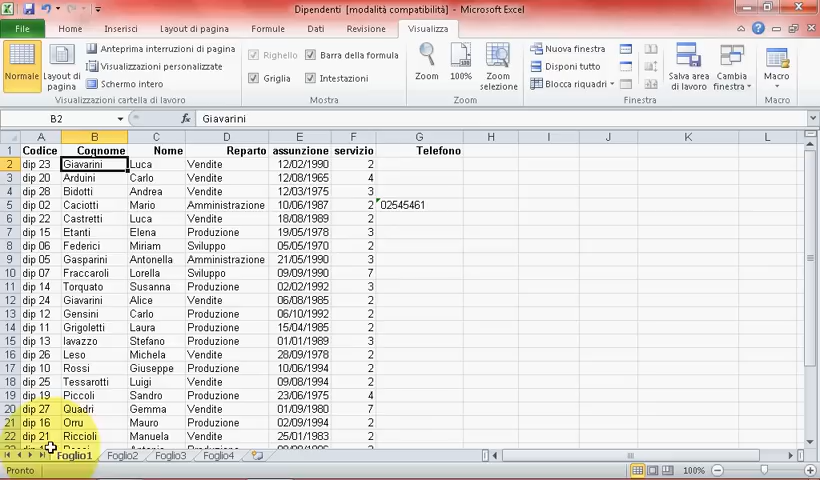 Dipendenti [modalità compatibilità] - Microsoft Excel
File Home Inserisci Layout di pagina Formule Dati Revisione Visualizza
Normale
Layout di pagina
Anteprima interruzioni di pagina
Visualizzazioni personalizzate
Schermo intero
Visualizzazioni cartella di lavoro
Righello
Barra della formula
Griglia
Intestazioni
Mostra
Zoom
100%
Zoom selezione
Zoom
Nuova finestra
Disponi tutto
Blocca riquadri
Salva area di lavoro
Cambia finestra
Finestra
Macro
Macro
B2 fx Giavarini
A B C D E F G H I J K L
1 Codice Cognome Nome Reparto assunzione servizio Telefono
2 dip 23 Giavarini Luca Vendite 12/02/1990 2
3 dip 20 Arduini Carlo Vendite 18/08/1965 4
4 dip 28 Bidotti Andrea Vendite 12/03/1975 3
5 dip 02 Caciotti Mario Amministrazione 10/06/1987 2 02545461
6 dip 22 Castretti Luca Vendite 18/08/1989 2
7 dip 15 Etanti Elena Produzione 19/05/1978 3
8 dip 06 Federici Miriam Sviluppo 05/05/1970 2
9 dip 05 Gasparini Antonella Amministrazione 20/10/1981 3
10 dip 07 Fraccaroli Lorella Sviluppo 09/09/1990 7
11 dip 14 Torquato Susanna Produzione 02/02/1992 3
12 dip 24 Giavarini Alice Vendite 06/08/1985 2
13 dip 12 Gensini Carlo Produzione 06/10/1972 2
14 dip 11 Grigoletti Laura Produzione 15/04/1985 2
15 dip 13 Iavazzo Stefano Produzione 01/01/1989 3
16 dip 26 Leso Michela Vendite 28/09/1978 2
17 dip 10 Rossi Giuseppe Produzione 10/06/1994 2
18 dip 25 Tessarotti Luigi Vendite 09/08/1994 2
19 dip 19 Piccoli Sandro Produzione 23/06/1975 4
20 dip 27 Quadri Gemma Vendite 01/09/1980 7
21 dip 16 Orru Mauro Produzione 02/09/1990 2
22 dip 21 Riccioli Manuela Vendite 25/01/1983 2
Foglio1 Foglio2 Foglio3 Foglio4
Pronto 100%